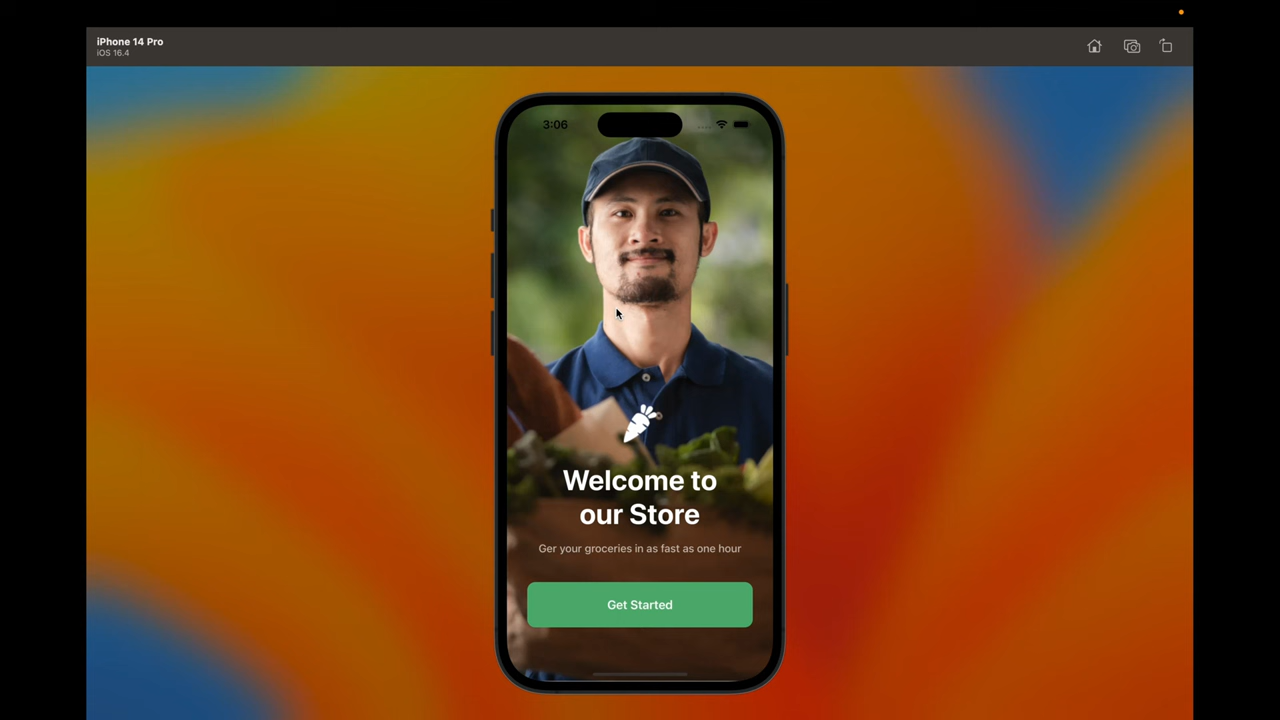 iPhone 14 Pro
iOS 16.4
3:06
Welcome to
our Store
Ger your groceries in as fast as one hour
Get Started